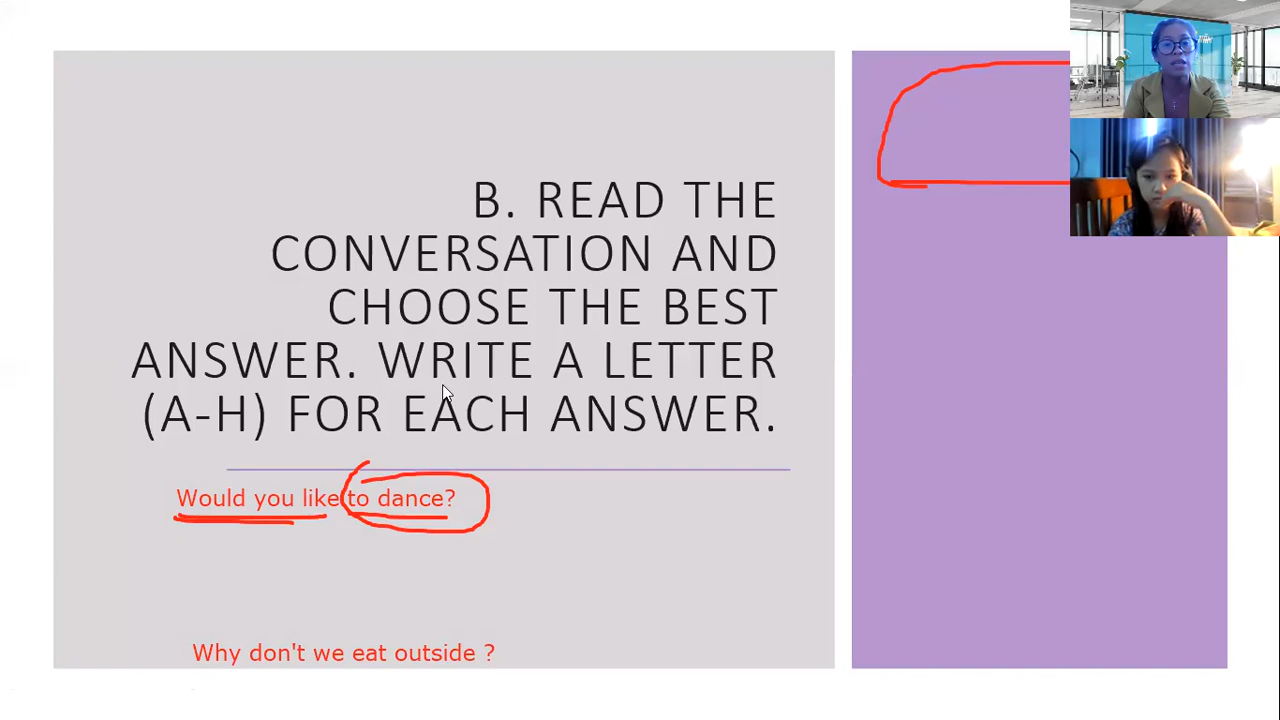 B. READ THE
CONVERSATION AND
CHOOSE THE BEST
ANSWER. WRITE A LETTER
(A-H) FOR EACH ANSWER.
Would you like to dance?
Why don't we eat outside ?